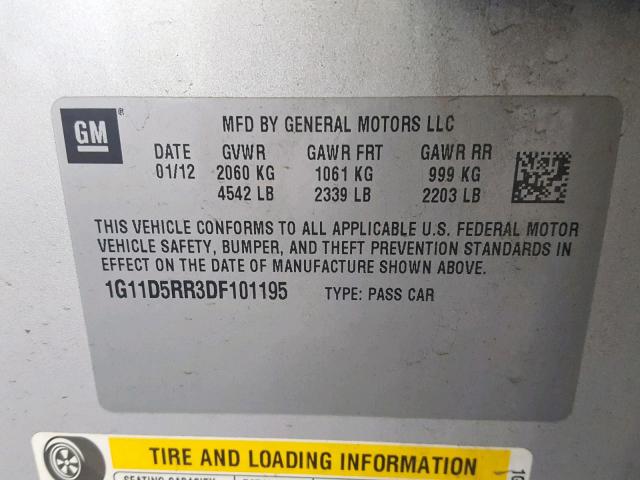 GM
MFD BY GENERAL MOTORS LLC
DATE GVWR GAWR FRT GAWR RR
01/12 2060 KG 1061 KG 999 KG
4542 LB 2339 LB 2203 LB
THIS VEHICLE CONFORMS TO ALL APPLICABLE U.S. FEDERAL MOTOR
VEHICLE SAFETY, BUMPER, AND THEFT PREVENTION STANDARDS IN
EFFECT ON THE DATE OF MANUFACTURE SHOWN ABOVE.
1G11D5RR3DF101195 TYPE: PASS CAR
TIRE AND LOADING INFORMATION
SEATING CAPACITY